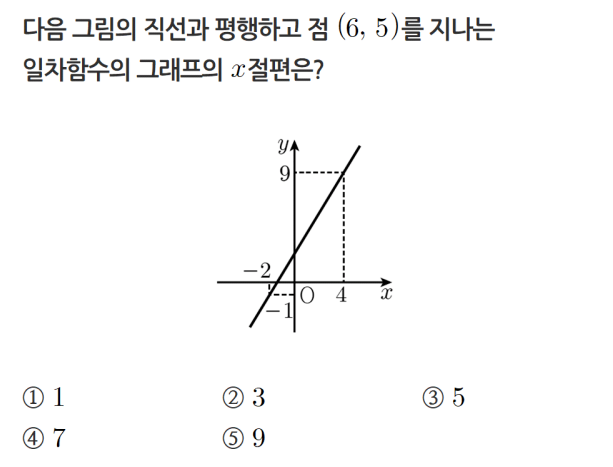 다음 그림의 직선과 평행하고 점 (6, 5)를 지나는
일차함수의 그래프의 x절편은?
y
9
−2
O 4 x
−1
① 1 ② 3 ③ 5
④ 7 ⑤ 9